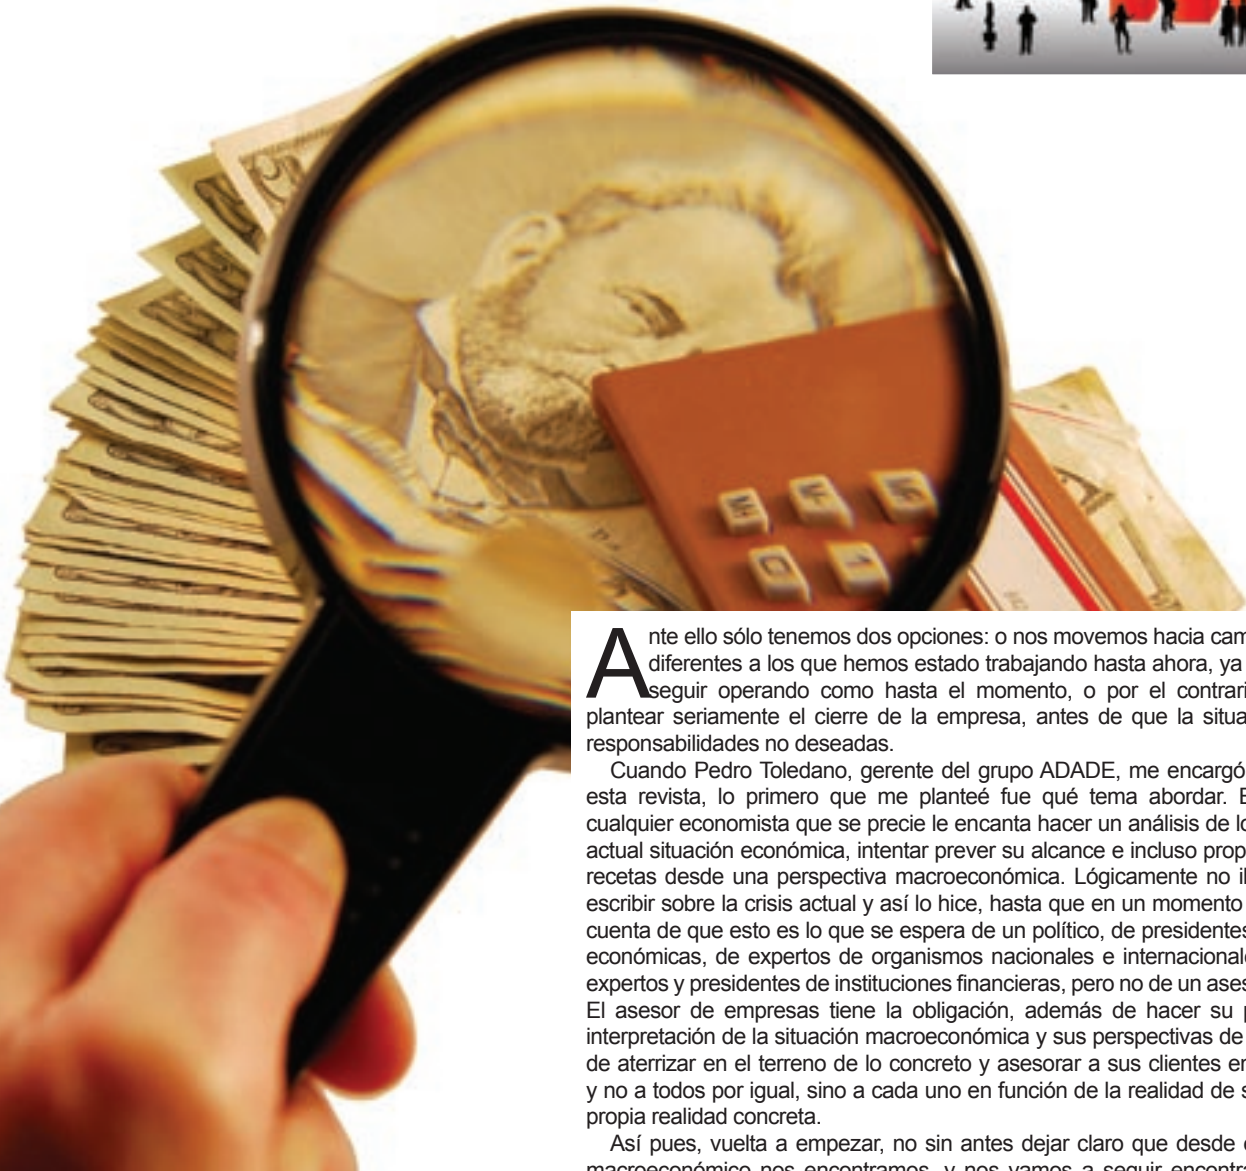 Ante ello sólo tenemos dos opciones: o nos movemos hacia
diferentes a los que hemos estado trabajando hasta ahora, ya
seguir operando como hasta el momento, o por el
plantear seriamente el cierre de la empresa, antes de que la
responsabilidades no deseadas.
Cuando Pedro Toledano, gerente del grupo ADADE, me encargó
esta revista, lo primero que me planteé fue qué tema abordar.
cualquier economista que se precie le encanta hacer un análisis de
actual situación económica, intentar prever su alcance e incluso
recetas desde una perspectiva macroeconómica. Lógicamente no
escribir sobre la crisis actual y así lo hice, hasta que en un momento
cuenta de que esto es lo que se espera de un político, de presidentes
económicas, de expertos de organismos nacionales e
expertos y presidentes de instituciones financieras, pero no de un
El asesor de empresas tiene la obligación, además de hacer su
interpretación de la situación macroeconómica y sus perspectivas de
de aterrizar en el terreno de lo concreto y asesorar a sus clientes
y no a todos por igual, sino a cada uno en función de la realidad de
propia realidad concreta.
Así pues, vuelta a empezar, no sin antes dejar claro que desde
macroeconómico nos encontramos, y nos vamos a seguir